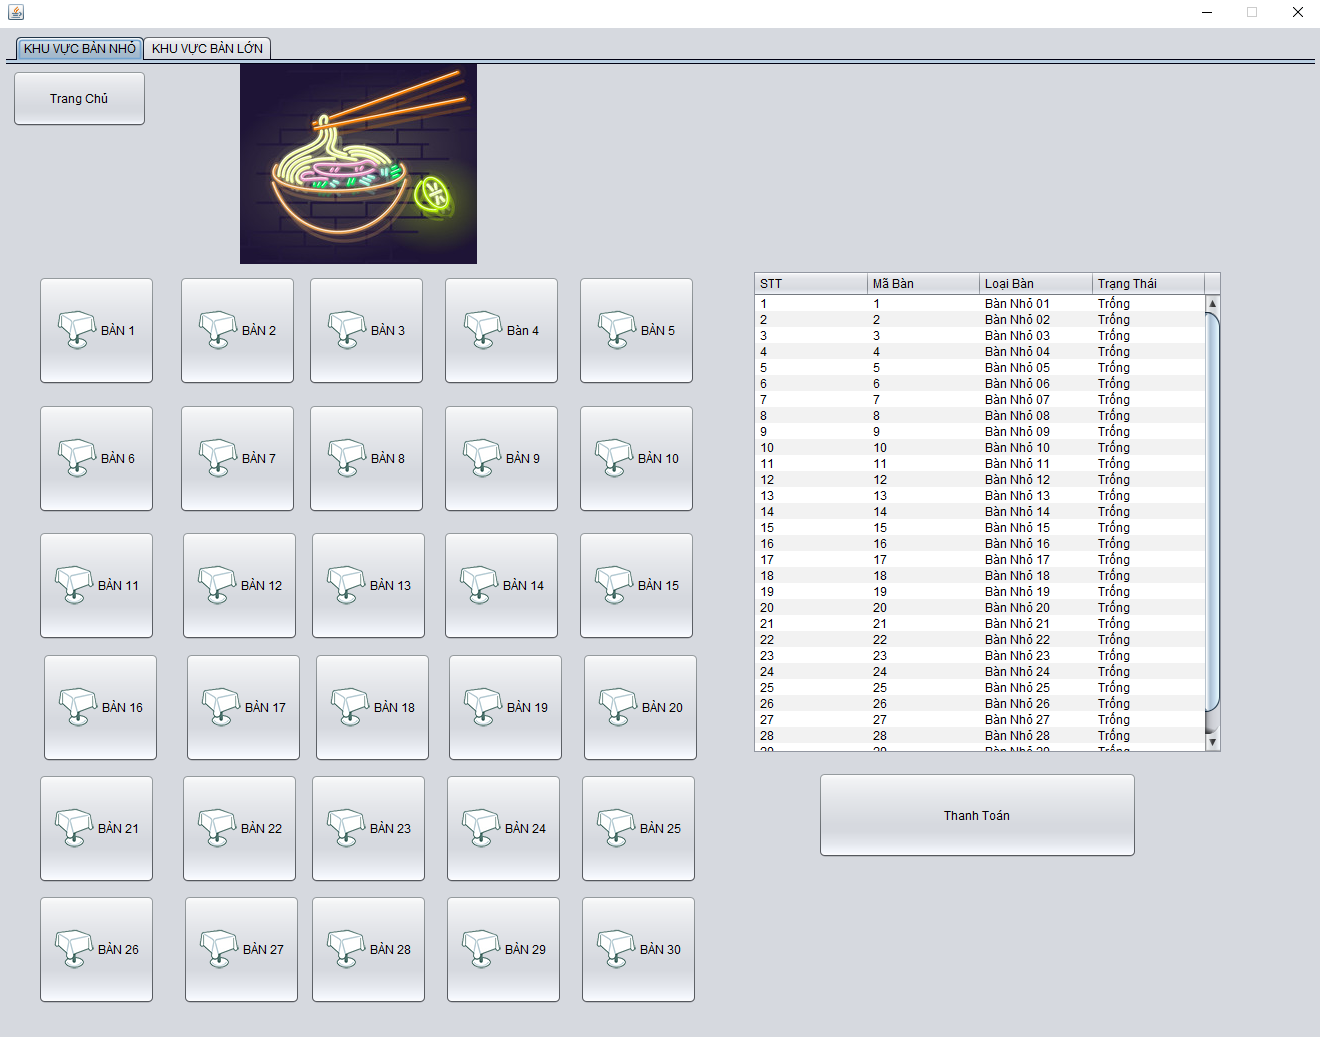 KHU VỰC BÀN NHỎ KHU VỰC BÀN LỚN
Trang Chủ
BÀN 1 BÀN 2 BÀN 3 Bàn 4 BÀN 5
BÀN 6 BÀN 7 BÀN 8 BÀN 9 BÀN 10
BÀN 11 BÀN 12 BÀN 13 BÀN 14 BÀN 15
BÀN 16 BÀN 17 BÀN 18 BÀN 19 BÀN 20
BÀN 21 BÀN 22 BÀN 23 BÀN 24 BÀN 25
BÀN 26 BÀN 27 BÀN 28 BÀN 29 BÀN 30
STT Mã Bàn Loại Bàn Trạng Thái
1 1 Bàn Nhỏ 01 Trống
2 2 Bàn Nhỏ 02 Trống
3 3 Bàn Nhỏ 03 Trống
4 4 Bàn Nhỏ 04 Trống
5 5 Bàn Nhỏ 05 Trống
6 6 Bàn Nhỏ 06 Trống
7 7 Bàn Nhỏ 07 Trống
8 8 Bàn Nhỏ 08 Trống
9 9 Bàn Nhỏ 09 Trống
10 10 Bàn Nhỏ 10 Trống
11 11 Bàn Nhỏ 11 Trống
12 12 Bàn Nhỏ 12 Trống
13 13 Bàn Nhỏ 13 Trống
14 14 Bàn Nhỏ 14 Trống
15 15 Bàn Nhỏ 15 Trống
16 16 Bàn Nhỏ 16 Trống
17 17 Bàn Nhỏ 17 Trống
18 18 Bàn Nhỏ 18 Trống
19 19 Bàn Nhỏ 19 Trống
20 20 Bàn Nhỏ 20 Trống
21 21 Bàn Nhỏ 21 Trống
22 22 Bàn Nhỏ 22 Trống
23 23 Bàn Nhỏ 23 Trống
24 24 Bàn Nhỏ 24 Trống
25 25 Bàn Nhỏ 25 Trống
26 26 Bàn Nhỏ 26 Trống
27 27 Bàn Nhỏ 27 Trống
28 28 Bàn Nhỏ 28 Trống
Thanh Toán